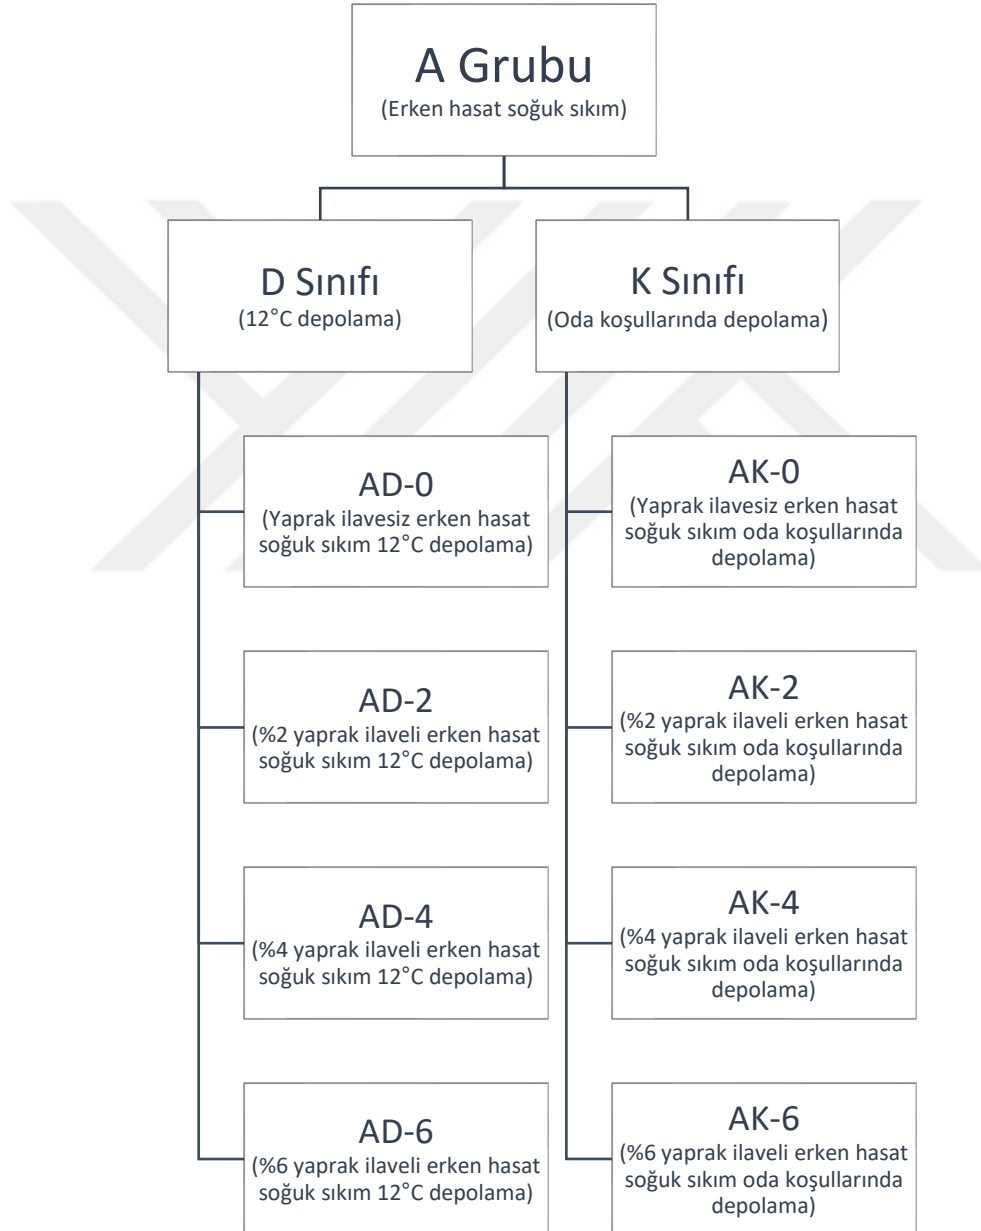 A Grubu
(Erken hasat soğuk sıkım)
D Sınıfı
(12°C depolama)
K Sınıfı
(Oda koşullarında depolama)
AD-0
(Yaprak ilavesiz erken hasat
soğuk sıkım 12°C depolama)
AK-0
(Yaprak ilavesiz erken hasat
soğuk sıkım oda koşullarında
depolama)
AD-2
(%2 yaprak ilaveli erken hasat
soğuk sıkım 12°C depolama)
AK-2
(%2 yaprak ilaveli erken hasat
soğuk sıkım oda koşullarında
depolama)
AD-4
(%4 yaprak ilaveli erken hasat
soğuk sıkım 12°C depolama)
AK-4
(%4 yaprak ilaveli erken hasat
soğuk sıkım oda koşullarında
depolama)
AD-6
(%6 yaprak ilaveli erken hasat
soğuk sıkım 12°C depolama)
AK-6
(%6 yaprak ilaveli erken hasat
soğuk sıkım oda koşullarında
depolama)